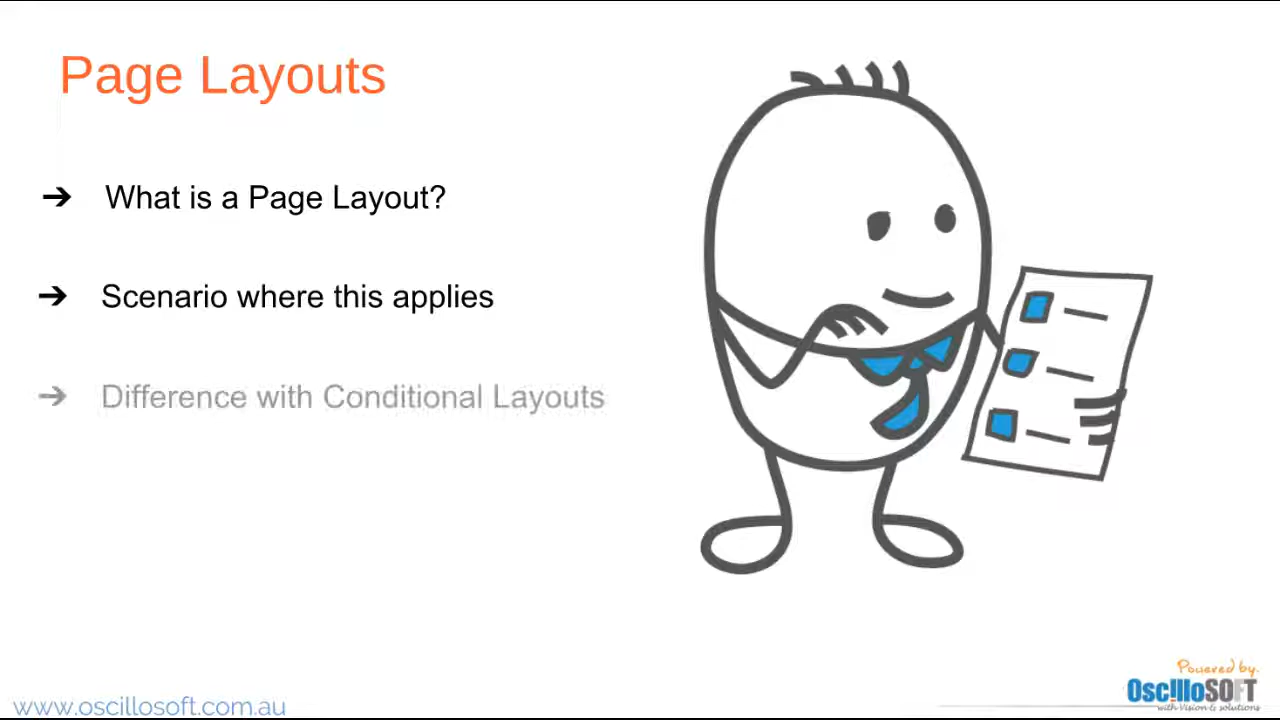 Page Layouts
➔ What is a Page Layout?
➔ Scenario where this applies
➔ Difference with Conditional Layouts
Powered by.
OscilloSOFT
with Vision & solutions
www.oscillosoft.com.au